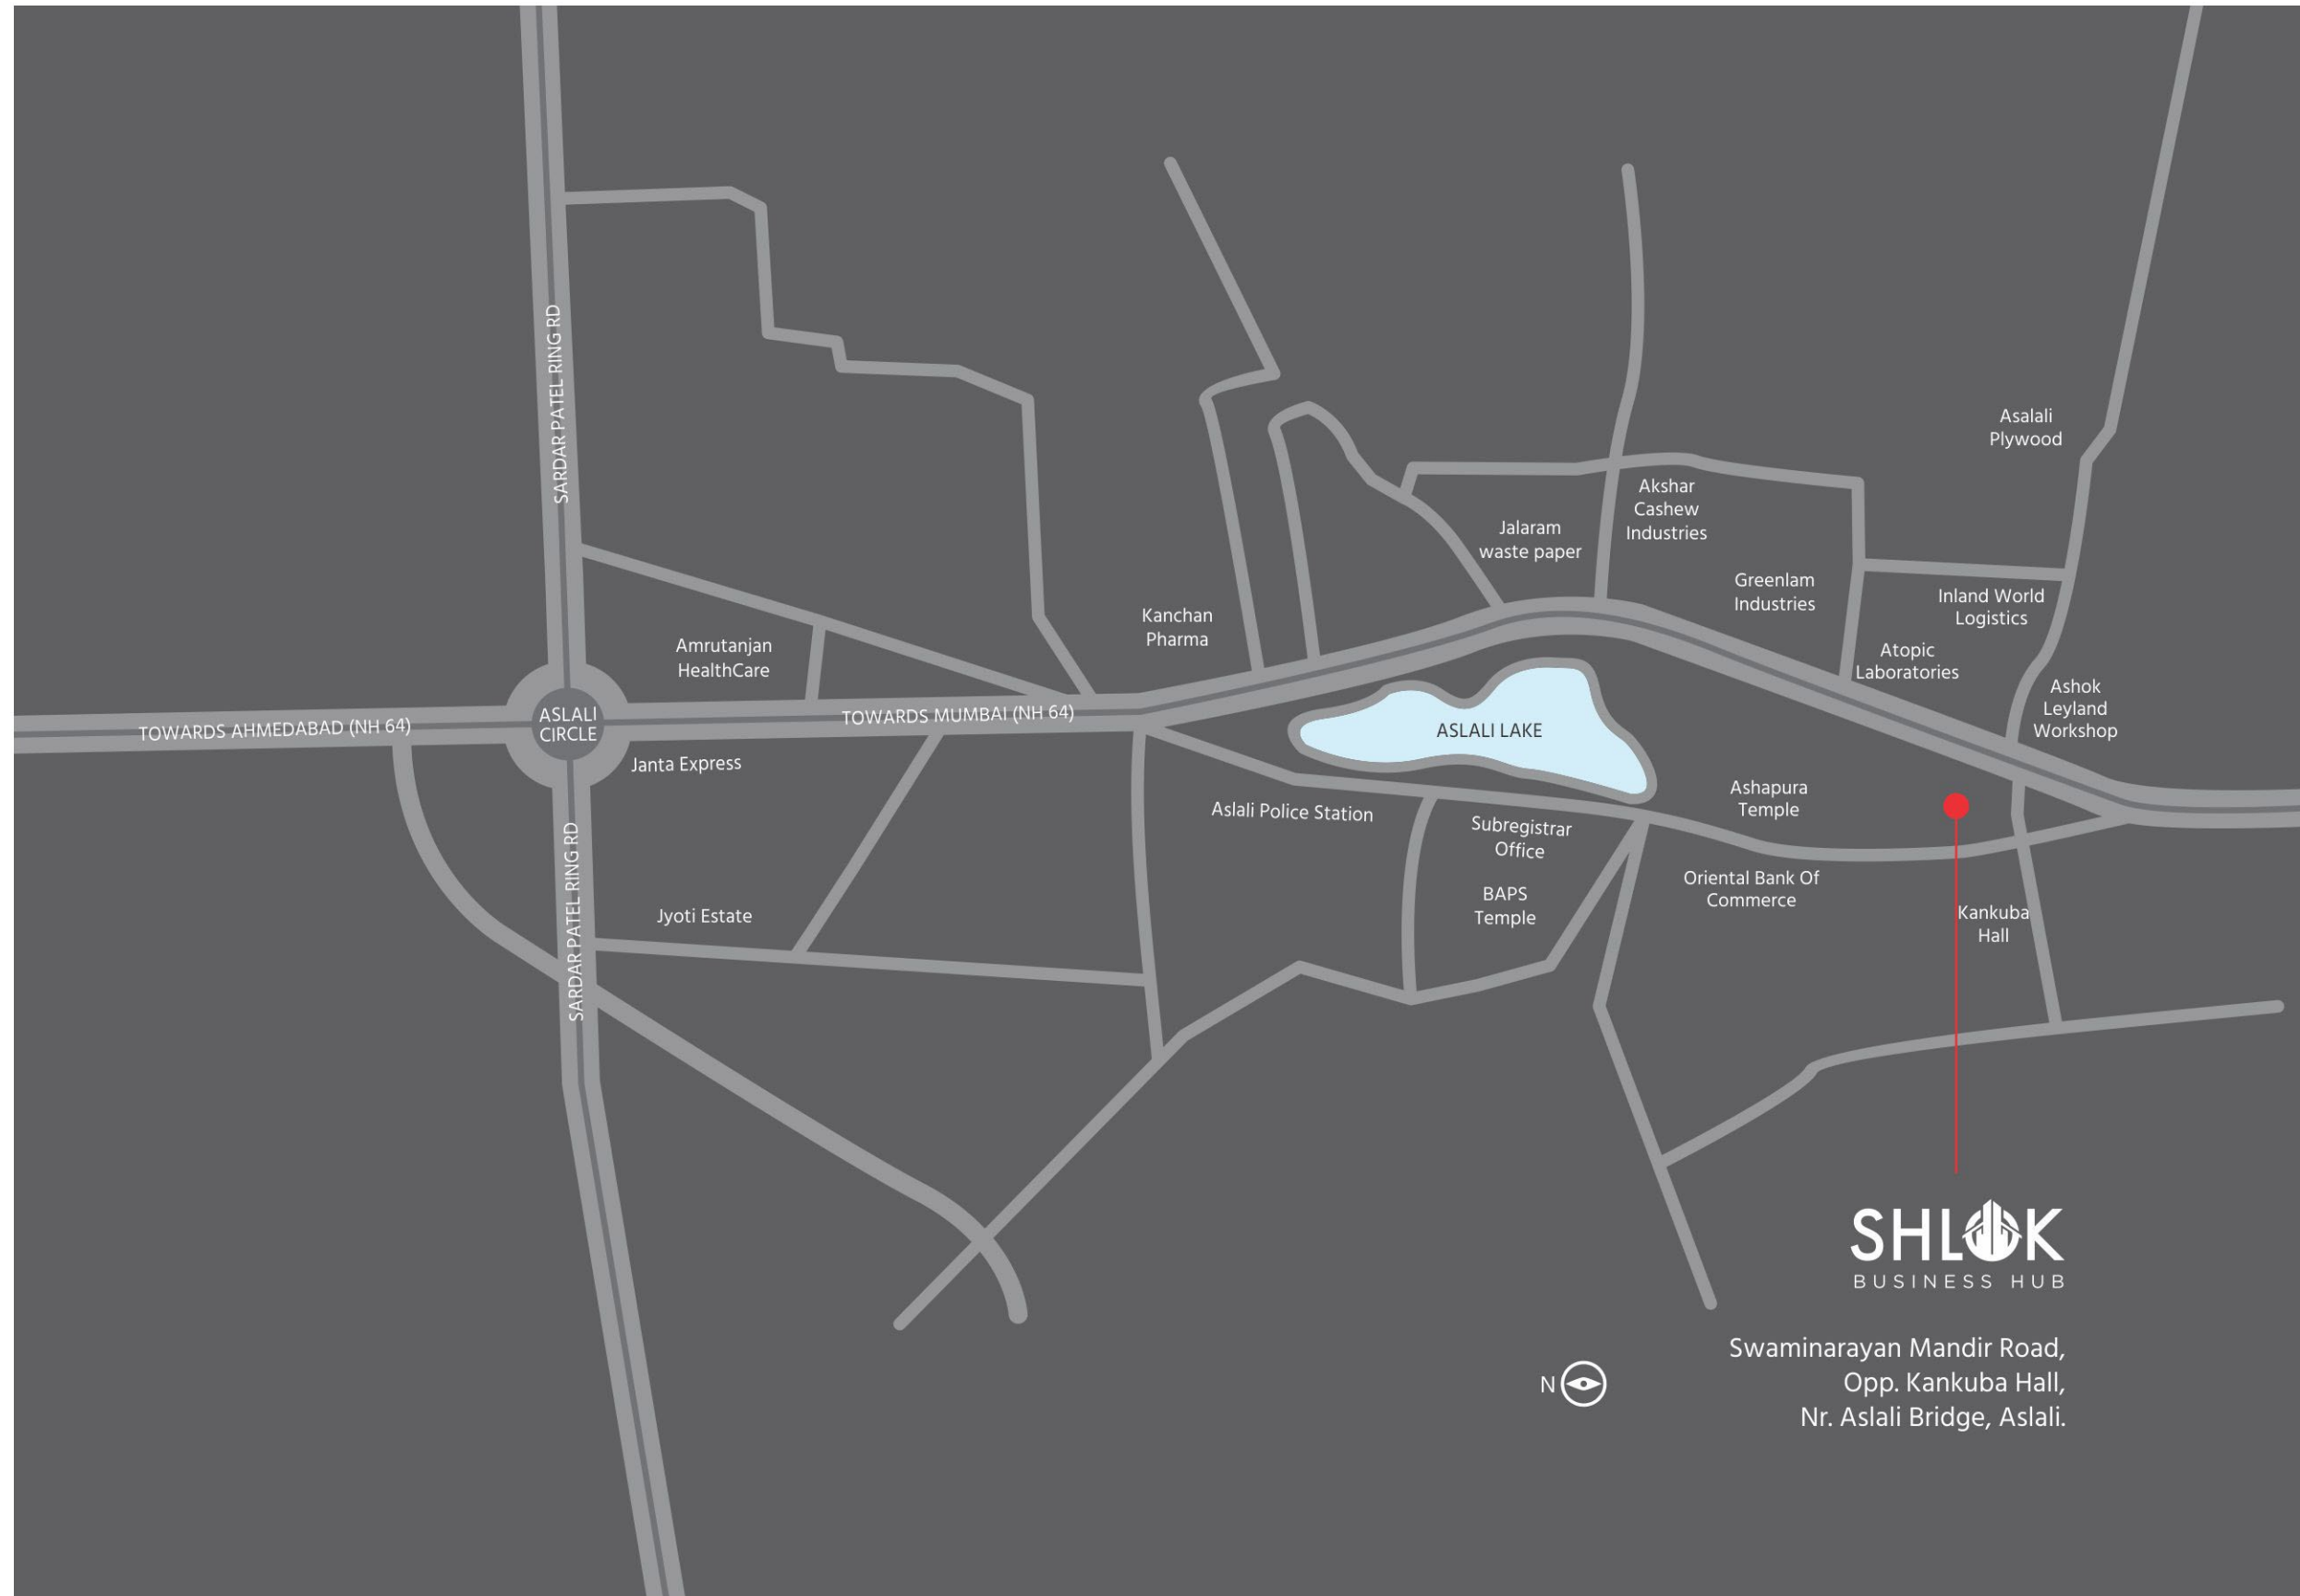 SARDAR PATEL RING RD
Asalali
Plywood
Akshar
Cashew
Industries
Jalaram
waste paper
Greenlam
Industries
Inland World
Logistics
Kanchan
Pharma
Amrutanjan
HealthCare
Atopic
Laboratories
Ashok
Leyland
Workshop
TOWARDS AHMEDABAD (NH 64)
ASLALI
CIRCLE
TOWARDS MUMBAI (NH 64)
ASLALI LAKE
Janta Express
Ashapura
Temple
Aslali Police Station
Subregistrar
Office
SARDAR PATEL RING RD
BAPS
Temple
Oriental Bank Of
Commerce
Jyoti Estate
Kankuba
Hall
SHLOK
BUSINESS HUB
Swaminarayan Mandir Road,
Opp. Kankuba Hall,
Nr. Aslali Bridge, Aslali.
N